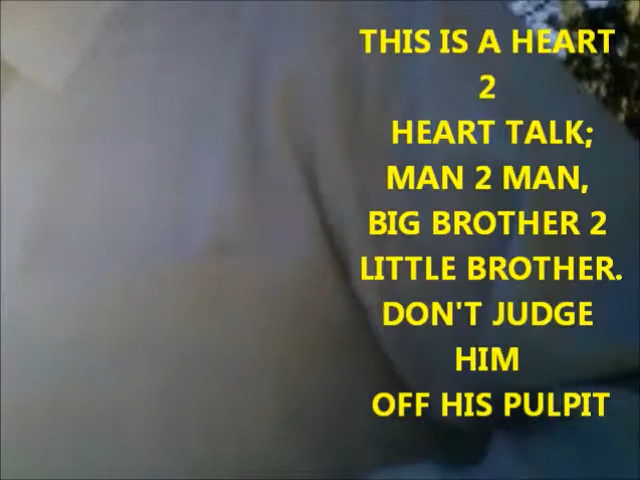 THIS IS A HEART
2
HEART TALK;
MAN 2 MAN,
BIG BROTHER 2
LITTLE BROTHER.
DON'T JUDGE
HIM
OFF HIS PULPIT